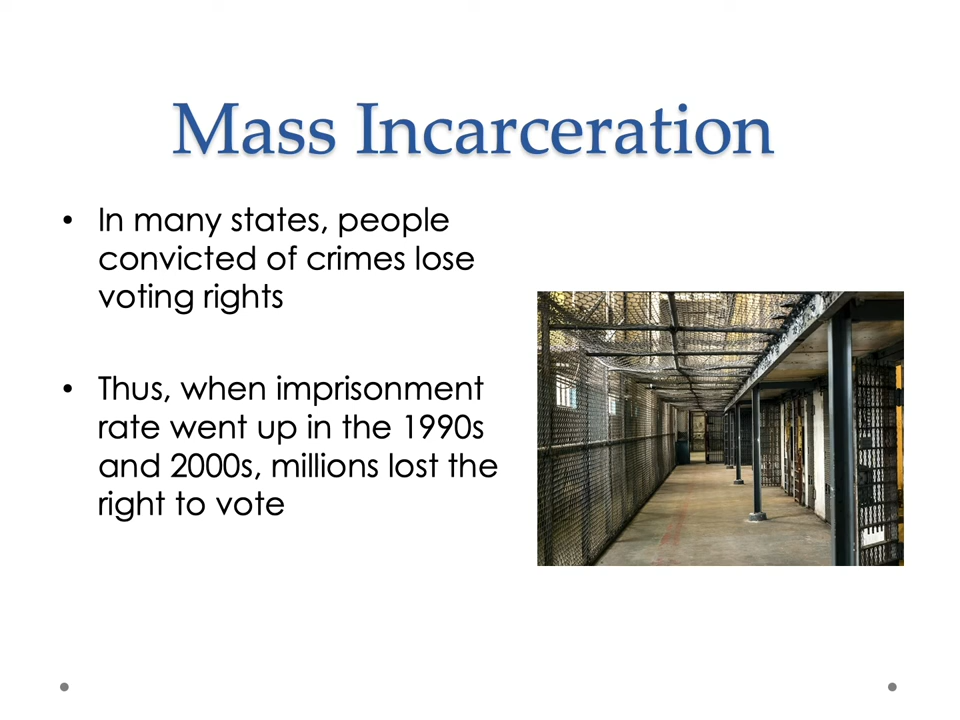 Mass Incarceration
• In many states, people
convicted of crimes lose
voting rights
• Thus, when imprisonment
rate went up in the 1990s
and 2000s, millions lost the
right to vote